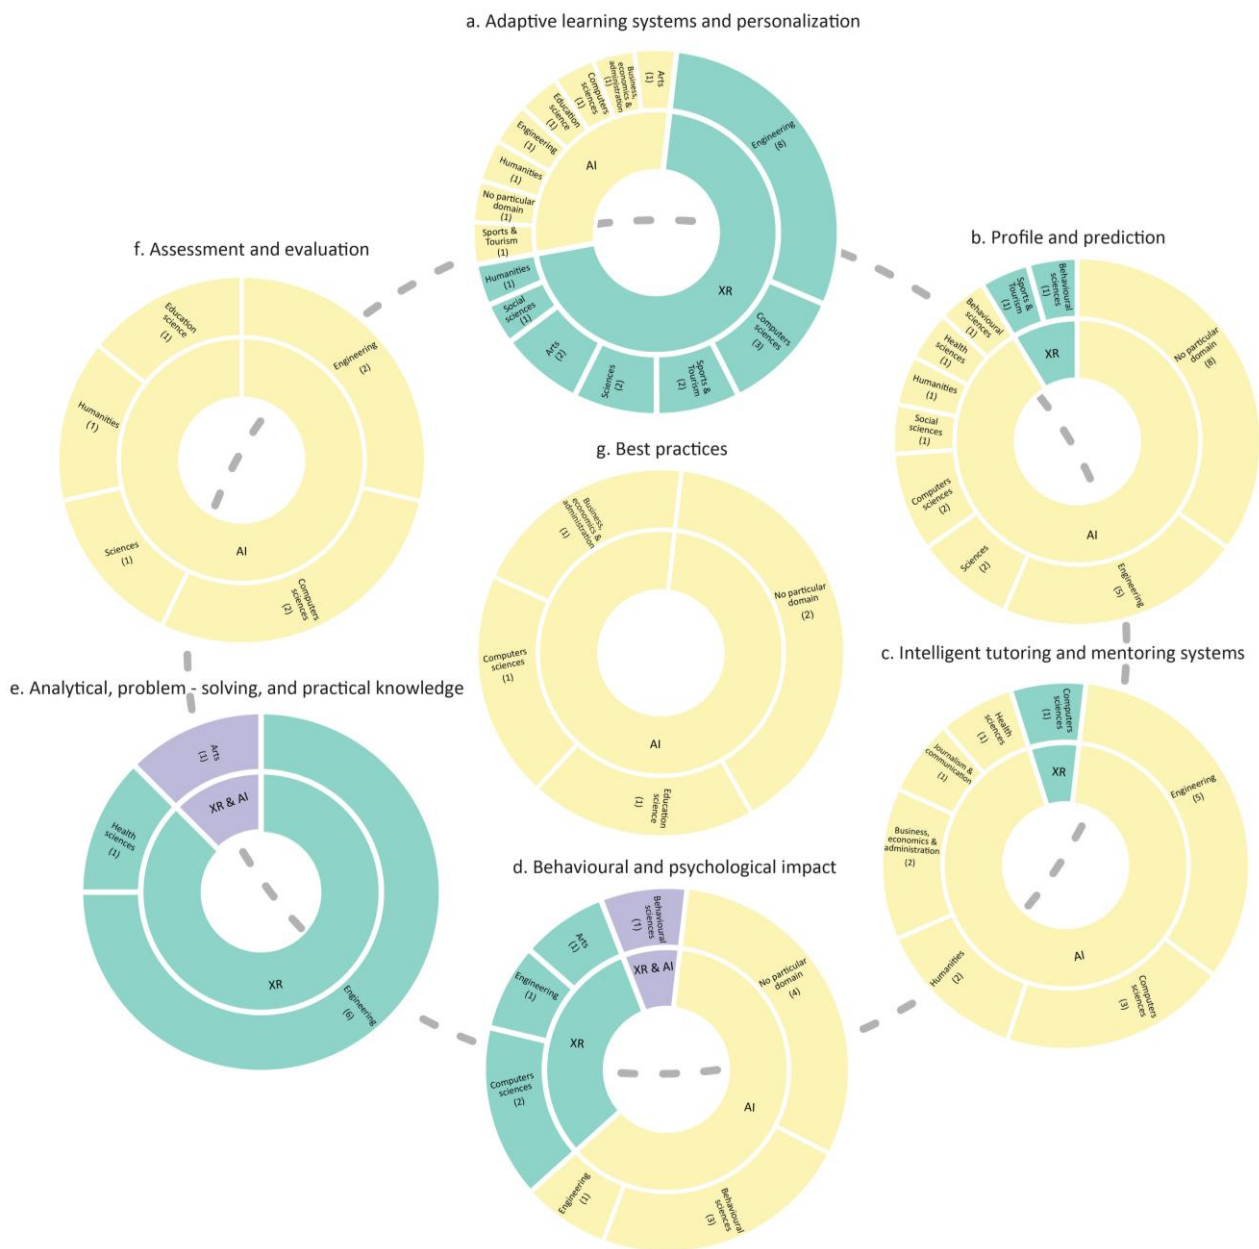 a. Adaptive learning systems and personalization
Arts
(1)
Business,
economics &
administration
(1)
Computers
sciences
(1)
Education
science
(1)
Engineering
(1)
Humanities
(1)
No particular
domain
(1)
Sports &
Tourism
(1)
AI
Engineering
(8)
Computers
sciences
(3)
Sports &
Tourism
(2)
Sciences
(2)
Arts
(2)
Social
sciences
(1)
Humanities
(1)
XR
b. Profile and prediction
Behavioural
sciences
(1)
Sports &
Tourism
(1)
XR
Behavioural
sciences
(1)
Health
sciences
(1)
Humanities
(1)
Social
sciences
(1)
Computers
sciences
(2)
Sciences
(2)
Engineering
(5)
No particular
domain
(8)
AI
f. Assessment and evaluation
Education
science
(1)
Engineering
(2)
Humanities
(1)
Sciences
(1)
Computers
sciences
(2)
AI
g. Best practices
Business,
economics &
administration
(1)
No particular
domain
(2)
Computers
sciences
(1)
Education
science
(1)
AI
c. Intelligent tutoring and mentoring systems
Computers
sciences
(1)
XR
Health
sciences
(1)
Journalism &
communication
(1)
Business,
economics &
administration
(2)
Humanities
(2)
Computers
sciences
(3)
Engineering
(5)
AI
e. Analytical, problem - solving, and practical knowledge
Arts
(1)
XR & AI
Health
sciences
(1)
Engineering
(6)
XR
d. Behavioural and psychological impact
Behavioural
sciences
(1)
XR & AI
Arts
(1)
Engineering
(1)
Computers
sciences
(2)
XR
No particular
domain
(4)
Behavioural
sciences
(3)
Engineering
(1)
AI